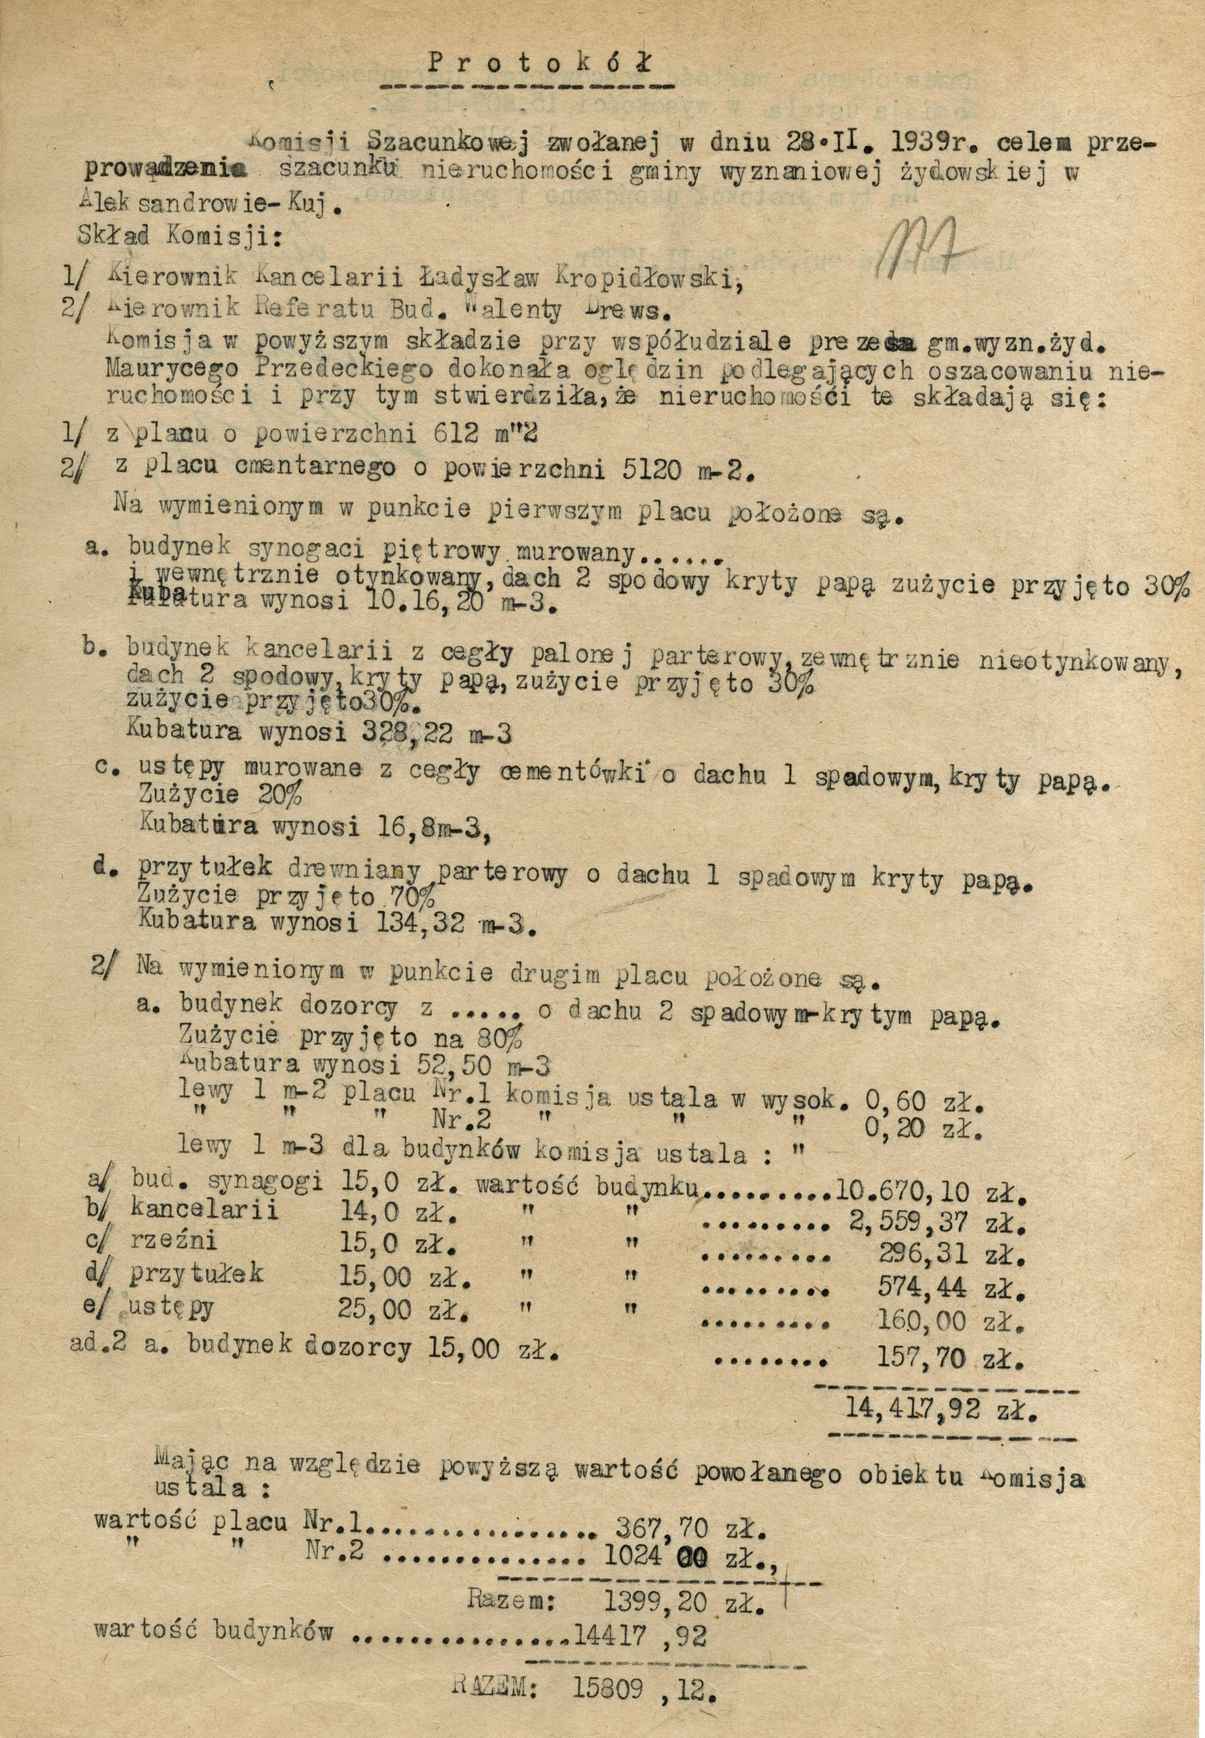 Protokół
Komisji Szacunkowej zwołanej w dniu 28.II. 1939r. celem prze-
prowadzenia szacunku nieruchomości gminy wyznaniowej żydowskiej w
Aleksandrowie-Kuj.
Skład Komisji:
1/ Kierownik Kancelarii Ładysław Kropidłowski,
2/ Kierownik Referatu Bud. Walenty Drews.
Komisja w powyższym składzie przy współudziale prezesa gm.wyzn.żyd.
Maurycego Przedeckiego dokonała oględzin podlegających oszacowaniu nie-
ruchomości i przy tym stwierdziła,że nieruchomości te składają się:
1/ z placu o powierzchni 612 m"2
2/ z placu cmentarnego o powierzchni 5120 m-2.
Na wymienionym w punkcie pierwszym placu położone są.
a. budynek synogaci piętrowy murowany......
i wewnętrznie otynkowany,dach 2 spodowy kryty papą zużycie przyjęto 30%
Kubatura wynosi 10.16,20 m-3.
b. budynek kancelarii z cegły palonej parterowy,zewnętrznie nieotynkowany,
dach 2 spodowy,kryty papą,zużycie przyjęto 30%
zużycie przyjęto30%.
Kubatura wynosi 328,22 m-3
c. ustępy murowane z cegły cementówki o dachu 1 spadowym,kryty papą.
Zużycie 20%
Kubatura wynosi 16,8m-3,
d. przytułek drewniany parterowy o dachu 1 spadowym kryty papą.
Zużycie przyjęto 70%
Kubatura wynosi 134,32 m-3.
2/ Na wymienionym w punkcie drugim placu położone są.
a. budynek dozorcy z ..... o dachu 2 spadowym-krytym papą.
Zużycie przyjęto na 80%
Kubatura wynosi 52,50 m-3
lewy 1 m-2 placu Nr.1 komisja ustala w wysok. 0,60 zł.
" " " Nr.2 " " " 0,20 zł.
lewy 1 m-3 dla budynków komisja ustala : "
a/ bud. synagogi 15,0 zł. wartość budynku.........10.670,10 zł.
b/ kancelarii 14,0 zł. " " ......... 2,559,37 zł.
c/ rzeźni 15,0 zł. " " ......... 296,31 zł.
d/ przytułek 15,00 zł. " " ......... 574,44 zł.
e/ ustępy 25,00 zł. " " ......... 160,00 zł.
ad.2 a. budynek dozorcy 15,00 zł. ........ 157,70 zł.
14,417,92 zł.
Mając na względzie powyższą wartość powołanego obiektu Komisja
ustala :
wartość placu Nr.1................. 367,70 zł.
" " Nr.2 .............. 1024 00 zł.,
Razem: 1399,20 zł.
wartość budynków ...............14417 ,92
RAZEM: 15809 ,12.